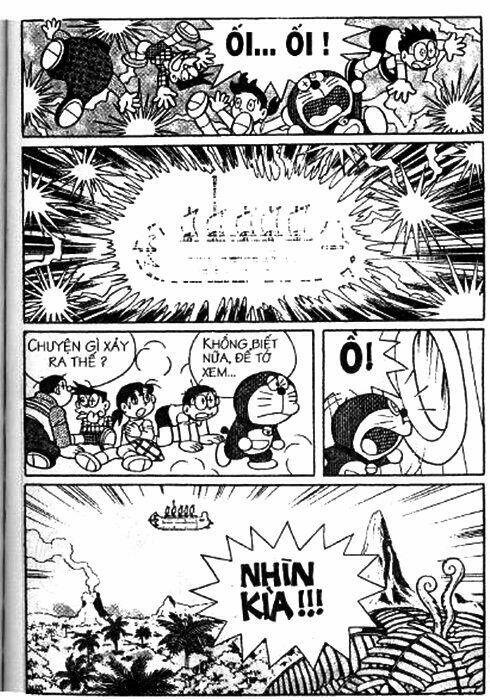 ỐI... ỐI !
CHUYỆN GÌ XẢY
RA THẾ ?
KHÔNG BIẾT
NỮA, ĐỂ TỚ
XEM...
Ồ!
NHÌN
KÌA!!!